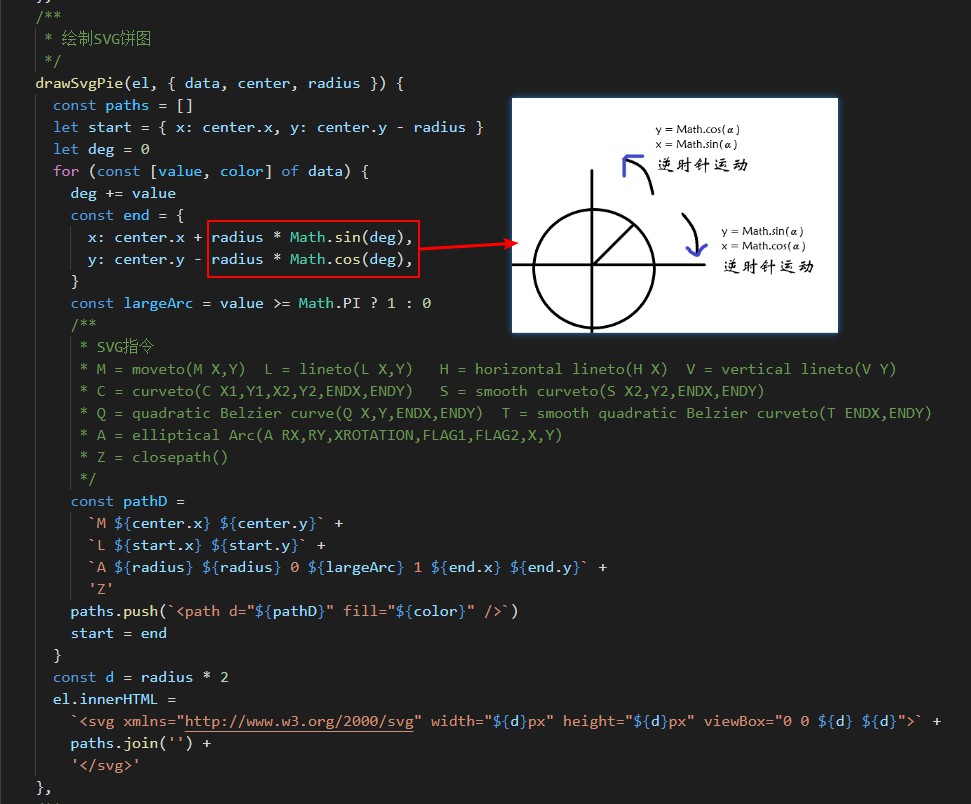 /**
* 绘制SVG饼图
*/
drawSvgPie(el, { data, center, radius }) {
const paths = []
let start = { x: center.x, y: center.y - radius }
let deg = 0
for (const [value, color] of data) {
deg += value
const end = {
x: center.x + radius * Math.sin(deg),
y: center.y - radius * Math.cos(deg),
}
const largeArc = value >= Math.PI ? 1 : 0
/**
* SVG指令
* M = moveto(M X,Y)  L = lineto(L X,Y)   H = horizontal lineto(H X)  V = vertical lineto(V Y)
* C = curveto(C X1,Y1,X2,Y2,ENDX,ENDY)   S = smooth curveto(S X2,Y2,ENDX,ENDY)
* Q = quadratic Belzier curve(Q X,Y,ENDX,ENDY)  T = smooth quadratic Belzier curveto(T ENDX,ENDY)
* A = elliptical Arc(A RX,RY,XROTATION,FLAG1,FLAG2,X,Y)
* Z = closepath()
*/
const pathD =
`M ${center.x} ${center.y}` +
`L ${start.x} ${start.y}` +
`A ${radius} ${radius} 0 ${largeArc} 1 ${end.x} ${end.y}` +
'Z'
paths.push(`<path d="${pathD}" fill="${color}" />`)
start = end
}
const d = radius * 2
el.innerHTML =
`<svg xmlns="http://www.w3.org/2000/svg" width="${d}px" height="${d}px" viewBox="0 0 ${d} ${d}">` +
paths.join('') +
'</svg>'
},
y = Math.cos(α)
x = Math.sin(α)
逆时针运动
y = Math.sin(α)
x = Math.cos(α)
逆时针运动